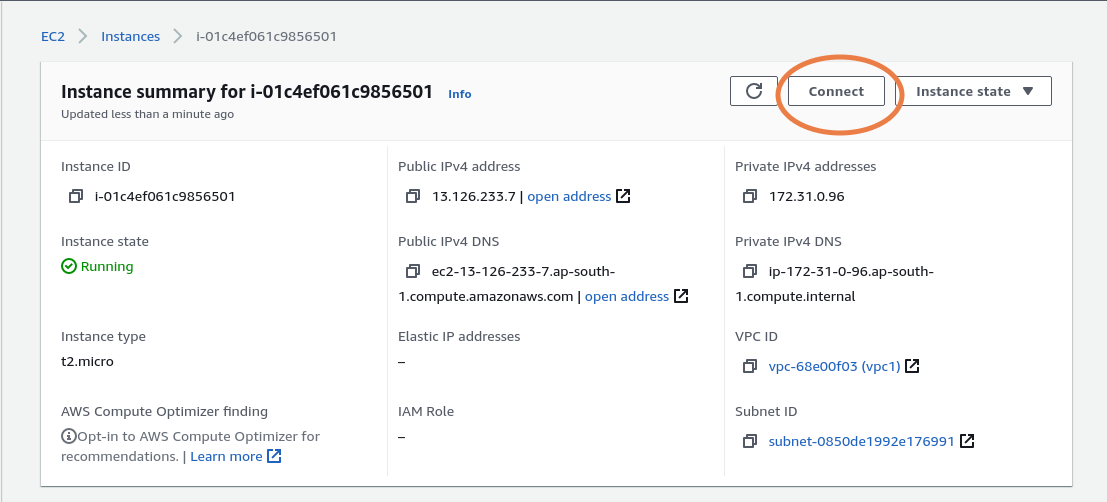 EC2 > Instances > i-01c4ef061c9856501
Instance summary for i-01c4ef061c9856501 Info
Updated less than a minute ago
Connect
Instance state
Instance ID
i-01c4ef061c9856501
Public IPv4 address
13.126.233.7 | open address
Private IPv4 addresses
172.31.0.96
Instance state
Running
Public IPv4 DNS
ec2-13-126-233-7.ap-south-
1.compute.amazonaws.com | open address
Private IPv4 DNS
ip-172-31-0-96.ap-south-
1.compute.internal
Instance type
t2.micro
Elastic IP addresses
–
VPC ID
vpc-68e00f03 (vpc1)
AWS Compute Optimizer finding
Opt-in to AWS Compute Optimizer for
recommendations. | Learn more
IAM Role
–
Subnet ID
subnet-0850de1992e176991